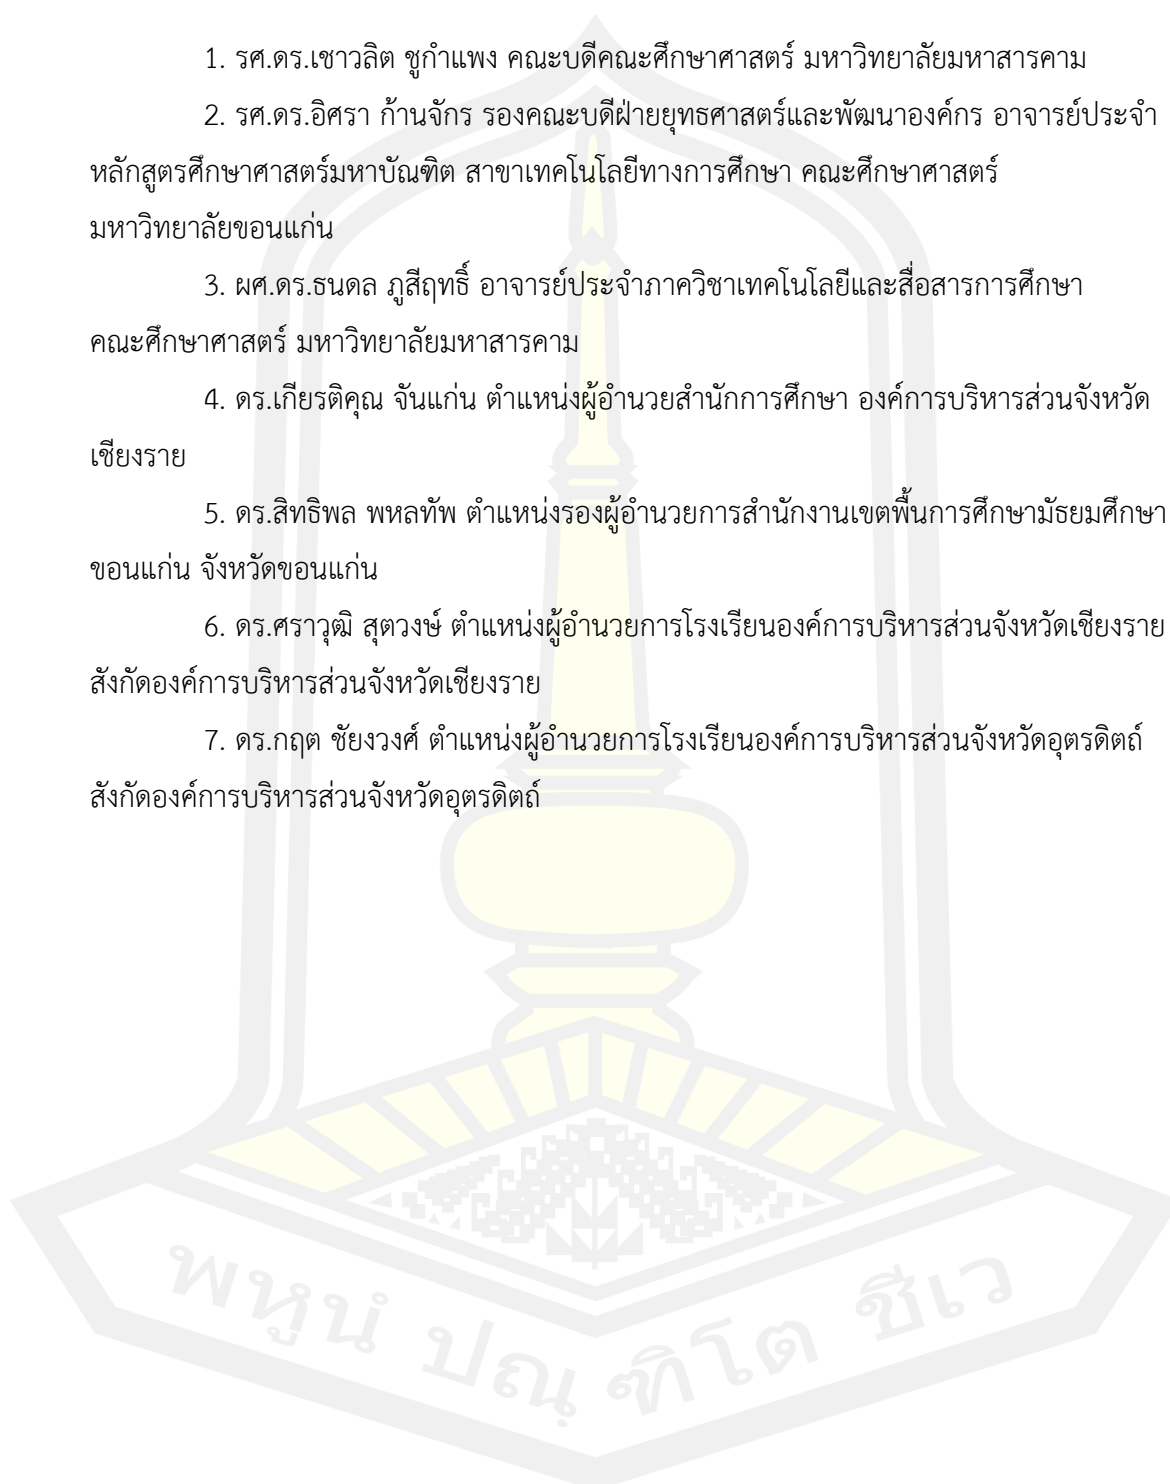 1. รศ.ดร.เชาวลิต ชูกำแพง คณะบดีคณะศึกษาศาสตร์ มหาวิทยาลัยมหาสารคาม
2. รศ.ดร.อิศรา ก้านจักร รองคณะบดีฝ่ายยุทธศาสตร์และพัฒนาองค์กร อาจารย์ประจำ
หลักสูตรศึกษาศาสตร์มหาบัณฑิต สาขาเทคโนโลยีทางการศึกษา คณะศึกษาศาสตร์
มหาวิทยาลัยขอนแก่น
3. ผศ.ดร.ธนดล ภูสีฤทธิ์ อาจารย์ประจำภาควิชาเทคโนโลยีและสื่อสารการศึกษา
คณะศึกษาศาสตร์ มหาวิทยาลัยมหาสารคาม
4. ดร.เกียรติคุณ จันแก่น ตำแหน่งผู้อำนวยสำนักการศึกษา องค์การบริหารส่วนจังหวัด
เชียงราย
5. ดร.สิทธิพล พหลทัพ ตำแหน่งรองผู้อำนวยการสำนักงานเขตพื้นการศึกษามัธยมศึกษา
ขอนแก่น จังหวัดขอนแก่น
6. ดร.ศราวุฒิ สุตวงษ์ ตำแหน่งผู้อำนวยการโรงเรียนองค์การบริหารส่วนจังหวัดเชียงราย
สังกัดองค์การบริหารส่วนจังหวัดเชียงราย
7. ดร.กฤต ชัยงวงศ์ ตำแหน่งผู้อำนวยการโรงเรียนองค์การบริหารส่วนจังหวัดอุตรดิตถ์
สังกัดองค์การบริหารส่วนจังหวัดอุตรดิตถ์
พหูนํ ปณฺฑิโต ชีเว